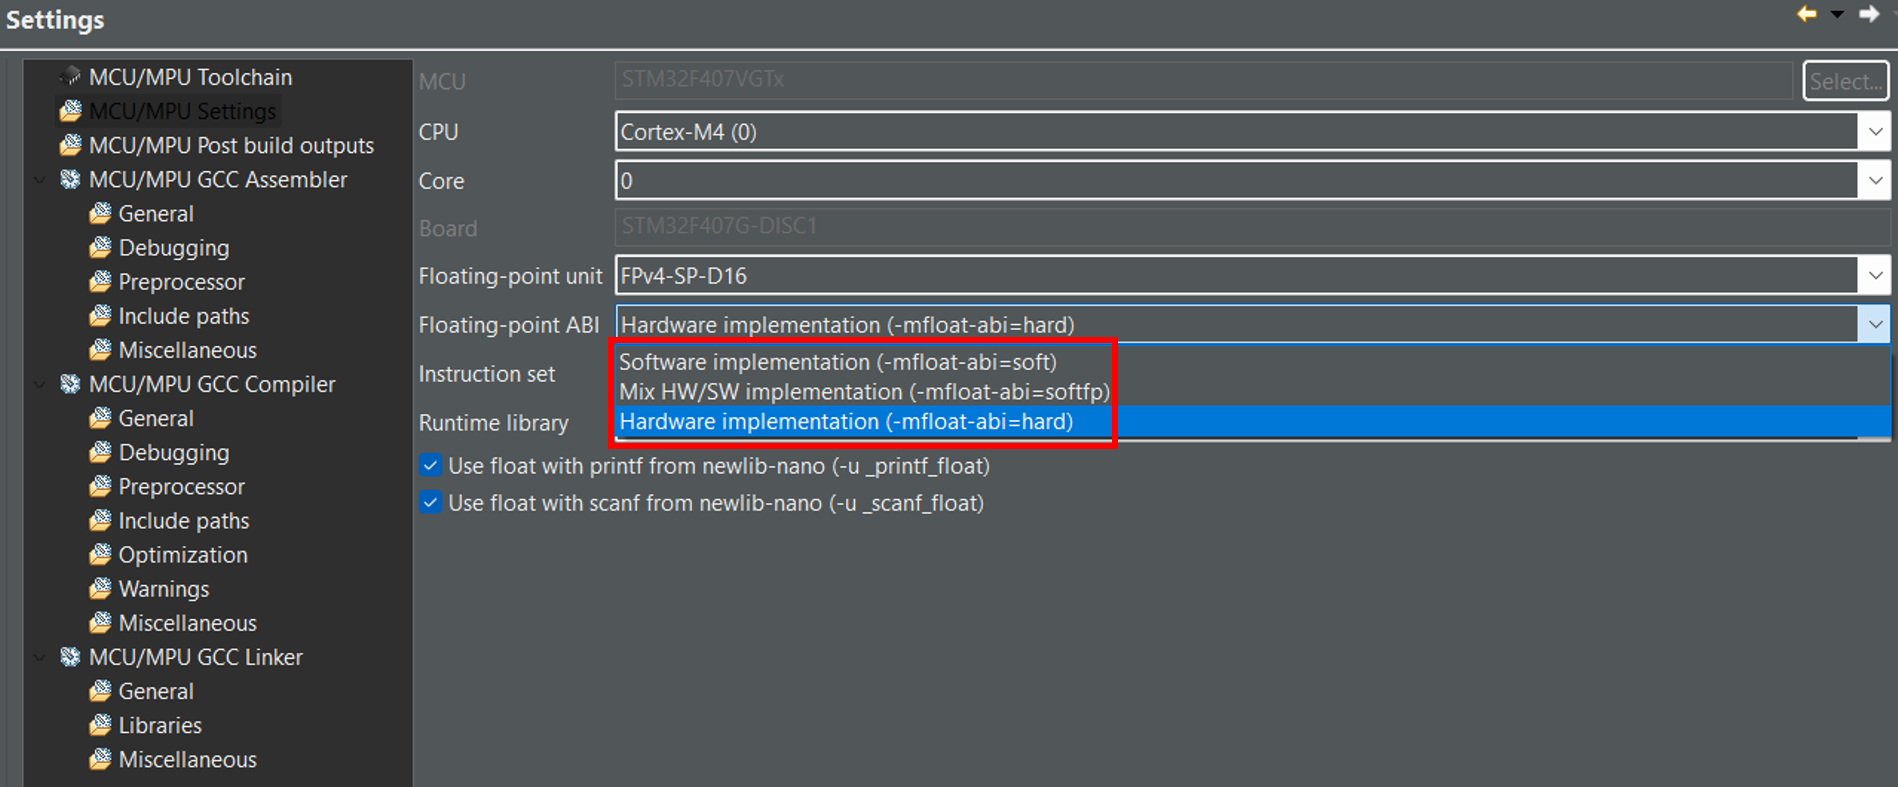 Settings
MCU/MPU Toolchain
MCU/MPU Settings
MCU/MPU Post build outputs
MCU/MPU GCC Assembler
General
Debugging
Preprocessor
Include paths
Miscellaneous
MCU/MPU GCC Compiler
General
Debugging
Preprocessor
Include paths
Optimization
Warnings
Miscellaneous
MCU/MPU GCC Linker
General
Libraries
Miscellaneous
MCU STM32F407VGTx Select...
CPU Cortex-M4 (0)
Core 0
Board STM32F407G-DISC1
Floating-point unit FPv4-SP-D16
Floating-point ABI Hardware implementation (-mfloat-abi=hard)
Software implementation (-mfloat-abi=soft)
Instruction set
Mix HW/SW implementation (-mfloat-abi=softfp)
Runtime library Hardware implementation (-mfloat-abi=hard)
Use float with printf from newlib-nano (-u _printf_float)
Use float with scanf from newlib-nano (-u _scanf_float)